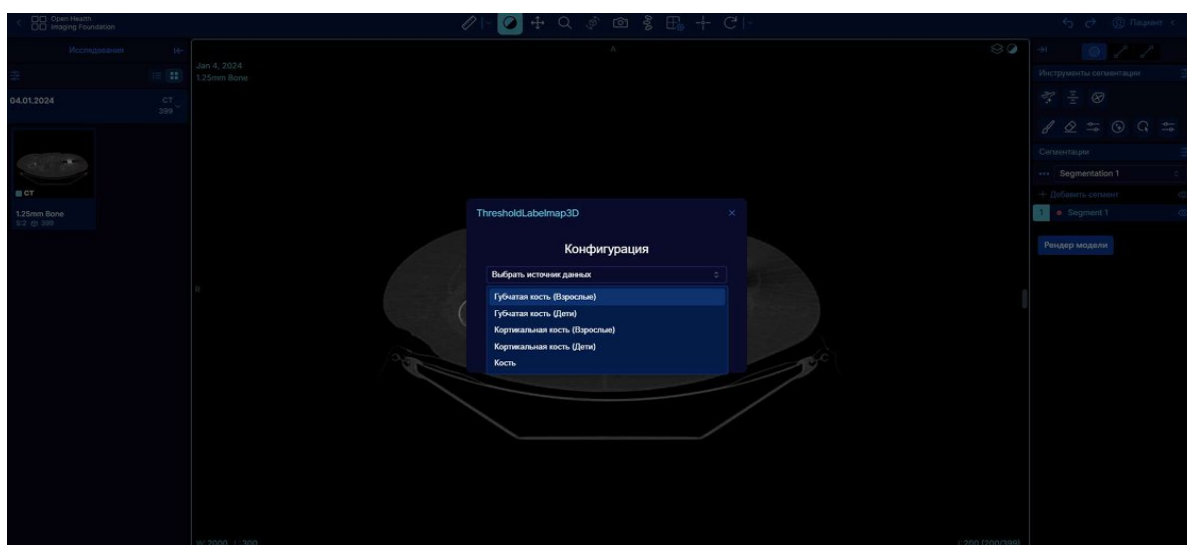 Open Health
Imaging Foundation
Пациент
Исследования
A
Jan 4, 2024
1.25mm Bone
Инструменты сегментации
04.01.2024
CT
399
Сегментации
Segmentation 1
Добавить сегмент
1
Segment 1
Рендер модели
CT
1.25mm Bone
S:2
399
ThresholdLabelmap3D
Конфигурация
Выбрать источник данных
Губчатая кость (Взрослые)
Губчатая кость (Дети)
Кортикальная кость (Взрослые)
Кортикальная кость (Дети)
Кость